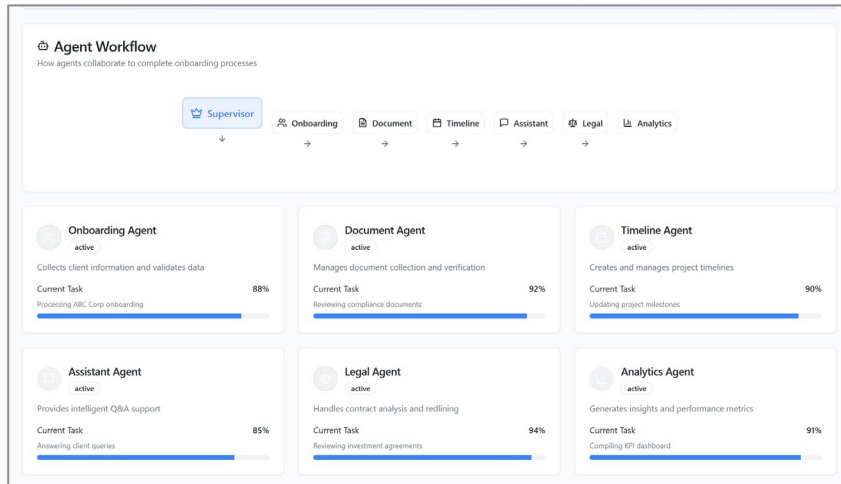 Agent Workflow
How agents collaborate to complete onboarding processes
Supervisor
Onboarding
Document
Timeline
Assistant
Legal
Analytics
Onboarding Agent
active
Collects client information and validates data
Current Task 88%
Processing ABC Corp onboarding
Document Agent
active
Manages document collection and verification
Current Task 92%
Reviewing compliance documents
Timeline Agent
active
Creates and manages project timelines
Current Task 90%
Updating project milestones
Assistant Agent
active
Provides intelligent Q&A support
Current Task 85%
Answering client queries
Legal Agent
active
Handles contract analysis and redlining
Current Task 94%
Reviewing investment agreements
Analytics Agent
active
Generates insights and performance metrics
Current Task 91%
Compiling KPI dashboard